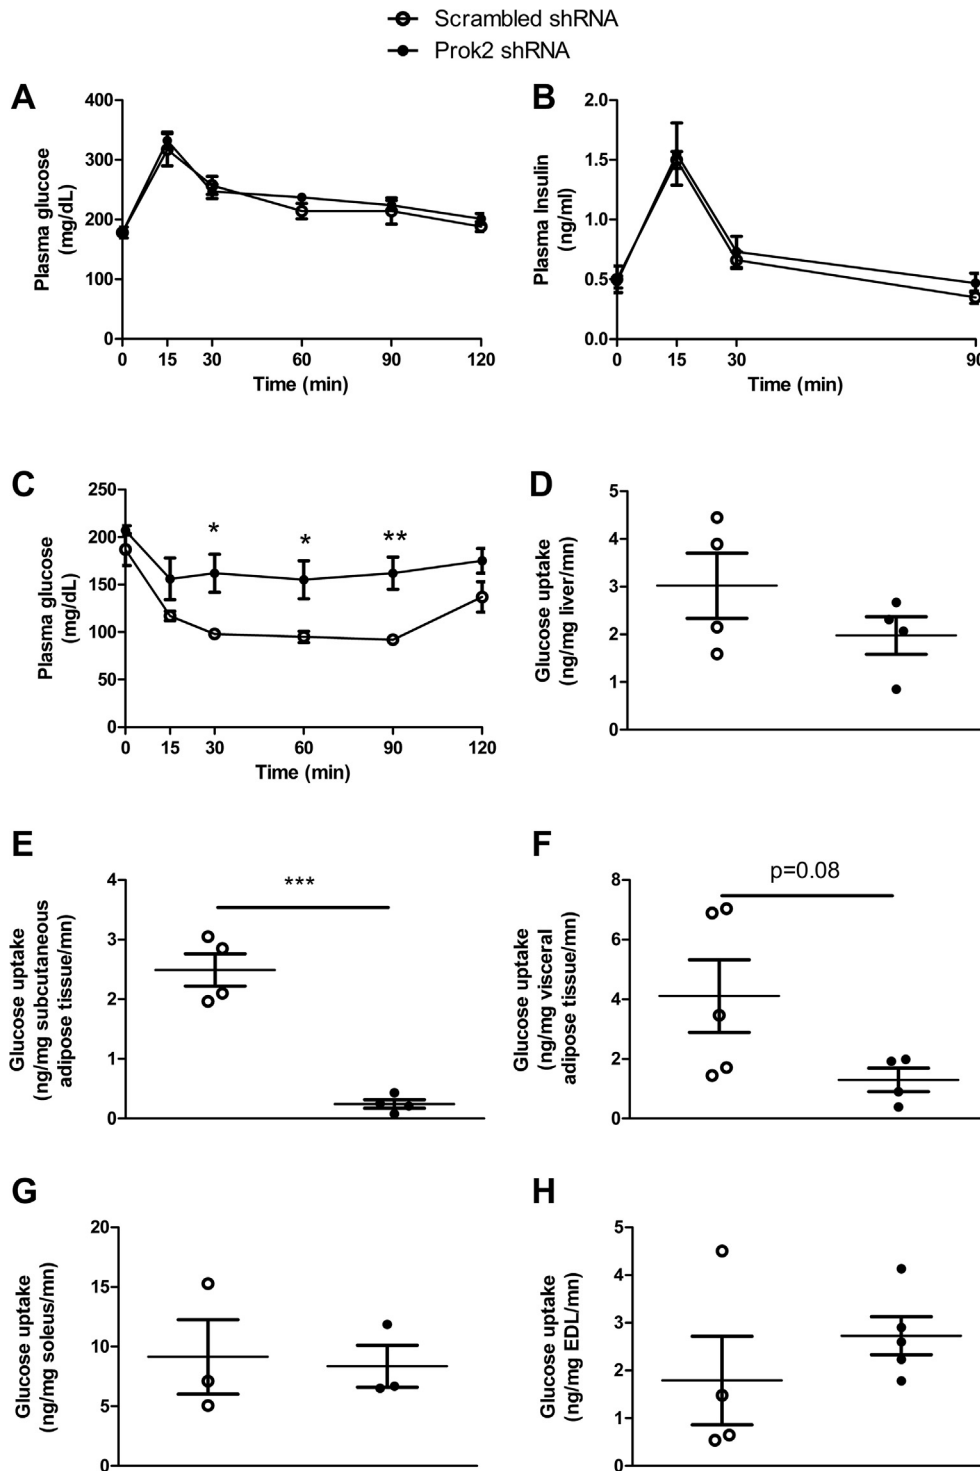 Scrambled shRNA
Prok2 shRNA
A
400
300
200
100
0
Plasma glucose
(mg/dL)
0 15 30 60 90 120
Time (min)
B
2.0
1.5
1.0
0.5
0.0
Plasma Insulin
(ng/ml)
0 15 30 90
Time (min)
C
250
200
150
100
50
0
Plasma glucose
(mg/dL)
* * **
0 15 30 60 90 120
Time (min)
D
5
4
3
2
1
0
Glucose uptake
(ng/mg liver/mn)
E
4
3
2
1
0
Glucose uptake
(ng/mg subcutaneous
adipose tissue/mn)
***
F
8
6
4
2
0
Glucose uptake
(ng/mg visceral
adipose tissue/mn)
p=0.08
G
20
15
10
5
0
Glucose uptake
(ng/mg soleus/mn)
H
5
4
3
2
1
0
Glucose uptake
(ng/mg EDL/mn)